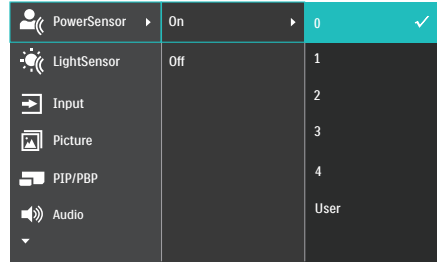 PowerSensor
LightSensor
Input
Picture
PIP/PBP
Audio
On
Off
0
1
2
3
4
User